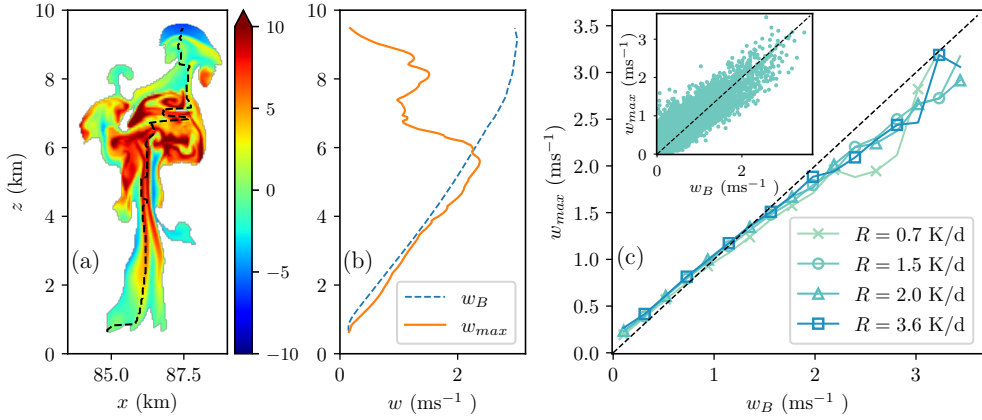 10
8
6
4
2
0
z (km)
(a)
85.0
87.5
x (km)
10
5
0
−5
−10
10
8
6
4
2
0
(b)
w_B
w_max
0
2
w (ms⁻¹)
4.0
3.5
3.0
2.5
2.0
1.5
1.0
0.5
0.0
w_max (ms⁻¹)
(c)
3
2
1
0
w_max
(ms⁻¹)
0
2
w_B (ms⁻¹)
R = 0.7 K/d
R = 1.5 K/d
R = 2.0 K/d
R = 3.6 K/d
0
1
2
3
w_B (ms⁻¹)